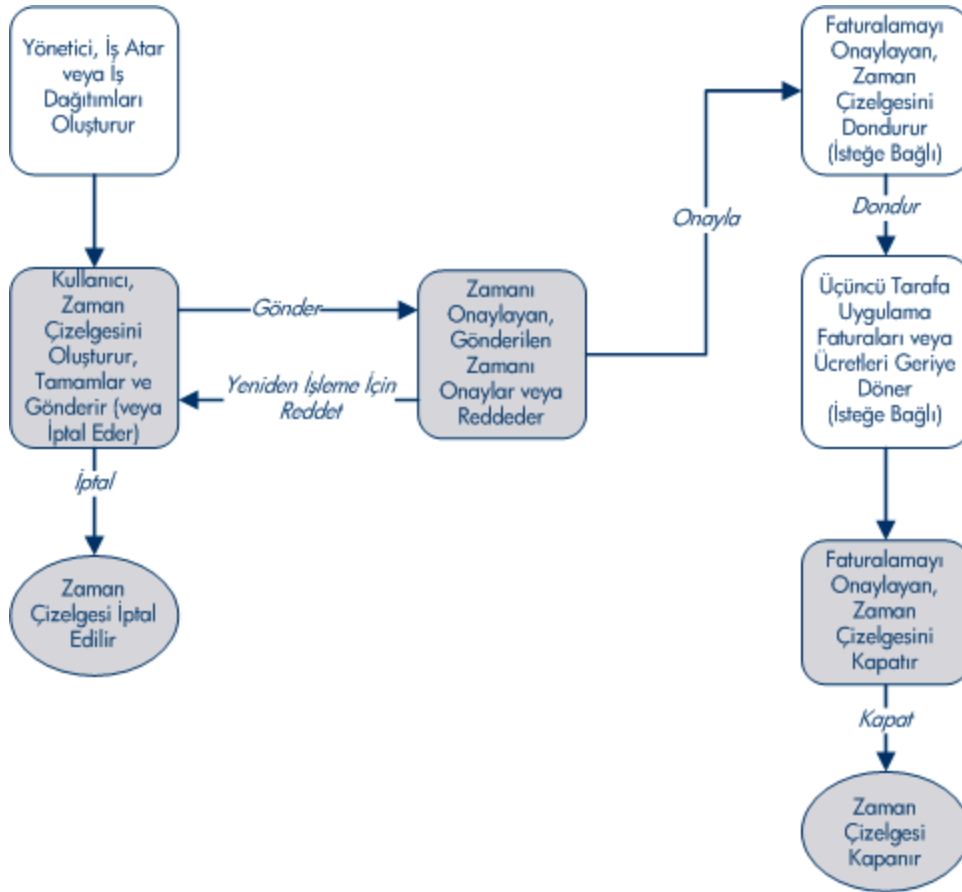 Yönetici, İş Atar
veya İş
Dağıtımları
Oluşturur
Kullanıcı,
Zaman
Çizelgesini
Oluşturur,
Tamamlar ve
Gönderir (veya
İptal Eder)
Gönder
Yeniden İşleme İçin
Reddet
İptal
Zaman
Çizelgesi İptal
Edilir
Zamanı
Onaylayan,
Gönderilen
Zamanı
Onaylar veya
Reddeder
Onayla
Faturalamayı
Onaylayan,
Zaman
Çizelgesini
Dondurur
(İsteğe Bağlı)
Dondur
Üçüncü Tarafa
Uygulama
Faturaları veya
Ücretleri Geriye
Döner
(İsteğe Bağlı)
Faturalamayı
Onaylayan,
Zaman
Çizelgesini
Kapatır
Kapat
Zaman
Çizelgesi
Kapanır